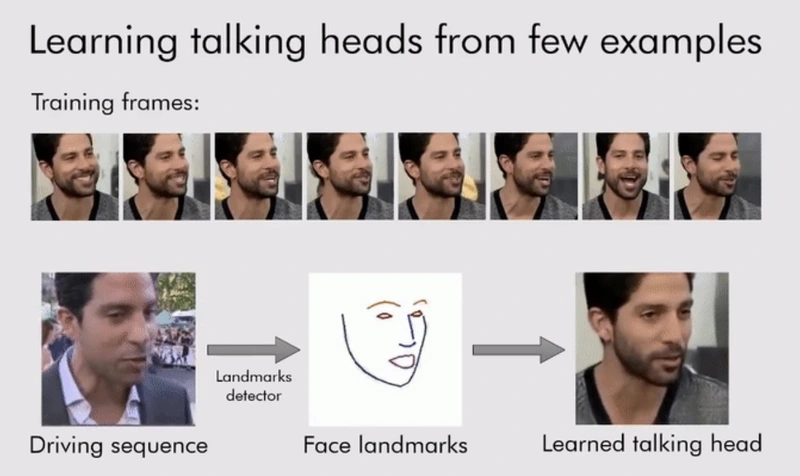 Learning talking heads from few examples
Training frames:
Landmarks
detector
Driving sequence
Face landmarks
Learned talking head